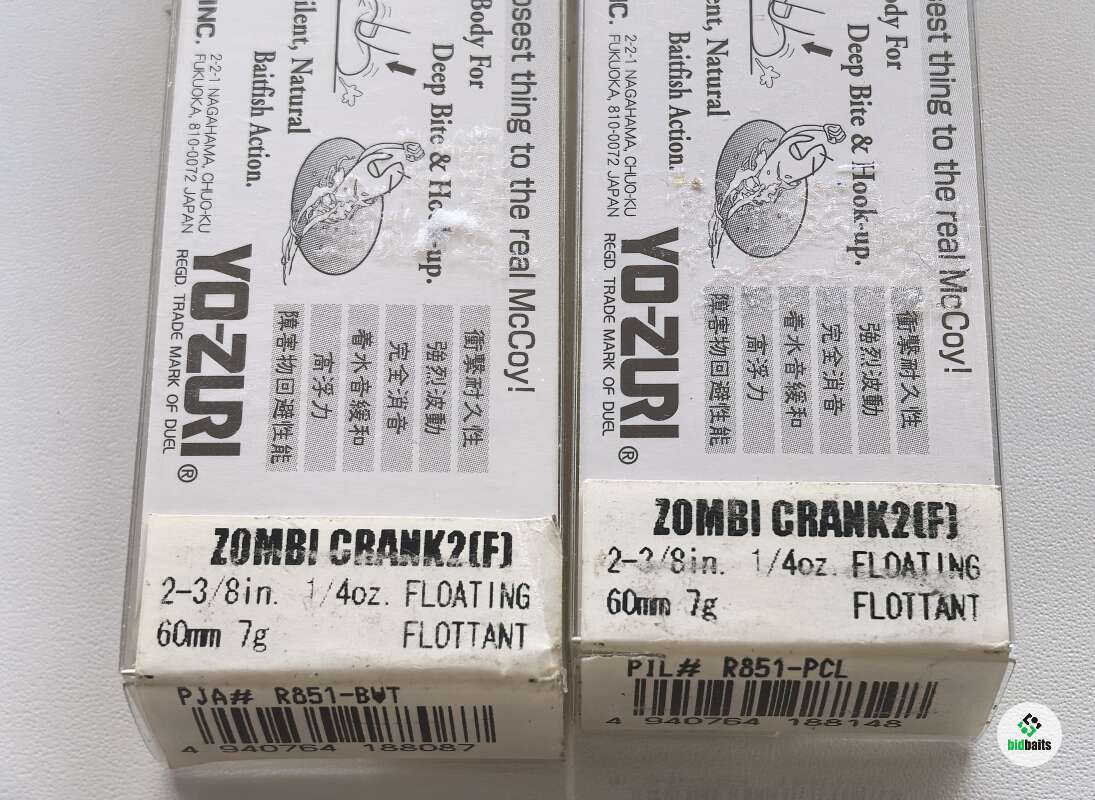 osest thing to the real McCoy!
Body For
Deep Bite & Hook-up.
ilent, Natural
Baitfish Action.
INC.
2-2-1 NAGAHAMA, CHUO-KU
FUKUOKA, 810-0072 JAPAN
YO-ZURI®
REGD. TRADE MARK OF DUEL
衝撃耐久性
強烈波動
完全消音
着水音緩和
高浮力
障害物回避性能
ZOMBI CRANK2(F)
2-3/8in. 1/4oz. FLOATING
60mm 7g FLOTTANT
PJA# R851-BWT
4 940764 188087
sest thing to the real McCoy!
dy For
Deep Bite & Hook-up.
ent, Natural
Baitfish Action.
INC.
2-2-1 NAGAHAMA, CHUO-KU
FUKUOKA, 810-0072 JAPAN
YO-ZURI®
REGD. TRADE MARK OF DUEL
衝撃耐久性
強烈波動
完全消音
着水音緩和
高浮力
障害物回避性能
ZOMBI CRANK2(F)
2-3/8in. 1/4oz. FLOATING
60mm 7g FLOTTANT
PIL# R851-PCL
4 940764 188148
bidbaits